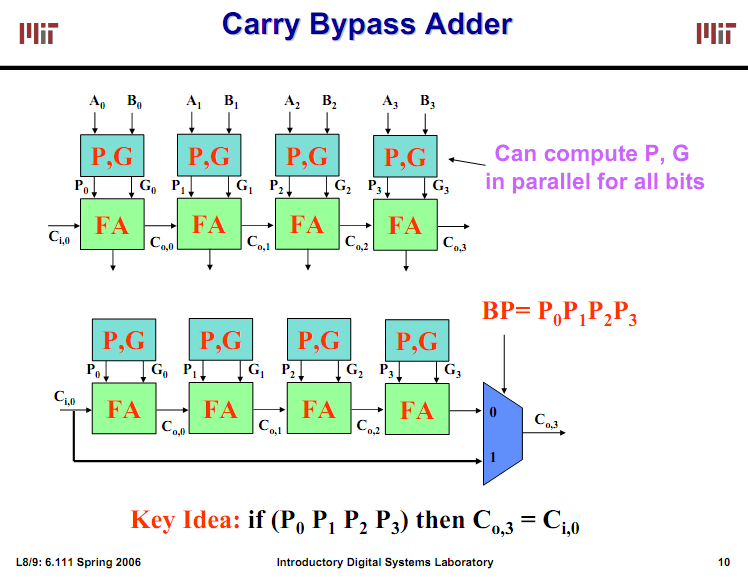 MIT
Carry Bypass Adder
MIT
A0 B0 A1 B1 A2 B2 A3 B3
P,G P,G P,G P,G
Can compute P, G
in parallel for all bits
P0 G0 P1 G1 P2 G2 P3 G3
FA FA FA FA
Ci,0 Co,0 Co,1 Co,2 Co,3
BP= P0P1P2P3
P,G P,G P,G P,G
P0 G0 P1 G1 P2 G2 P3 G3
Ci,0
FA FA FA FA 0
Co,0 Co,1 Co,2 Co,3
1
Key Idea: if (P0 P1 P2 P3) then Co,3 = Ci,0
L8/9: 6.111 Spring 2006 Introductory Digital Systems Laboratory 10